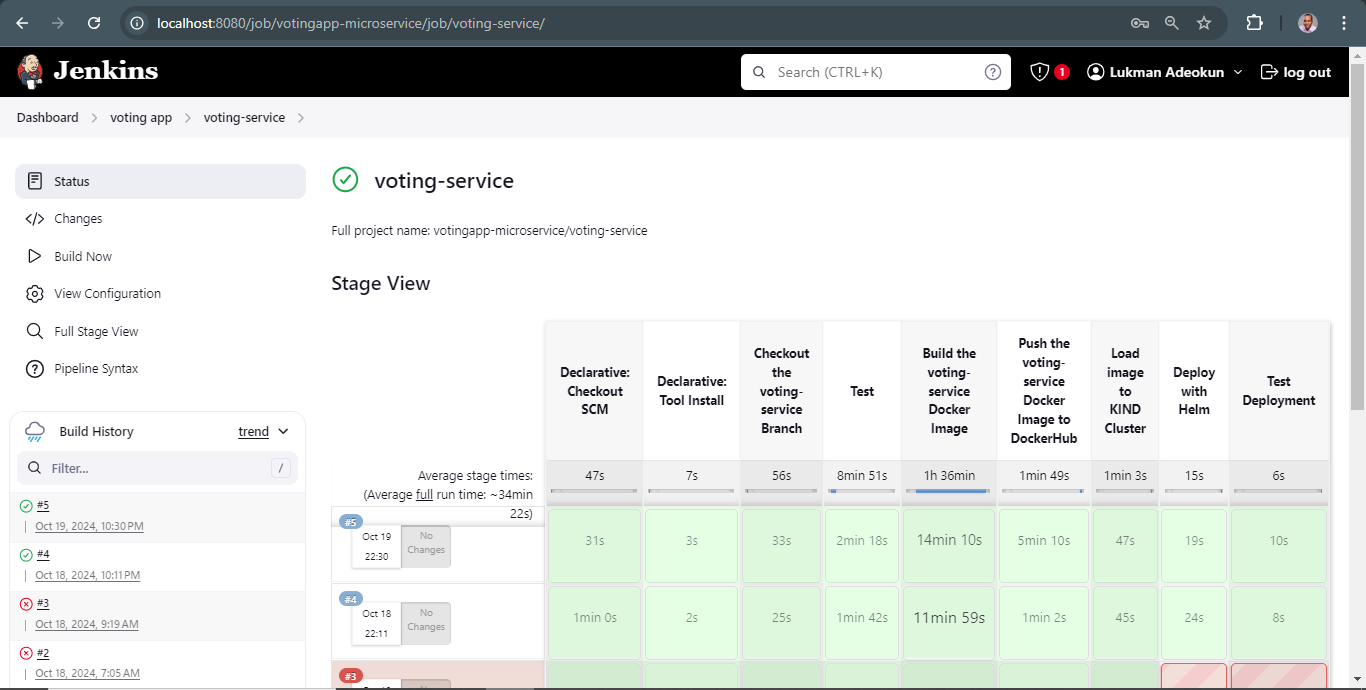 localhost:8080/job/votingapp-microservice/job/voting-service/
Jenkins
Search (CTRL+K)
?
1
Lukman Adeokun
log out
Dashboard
voting app
voting-service
Status
Changes
Build Now
View Configuration
Full Stage View
Pipeline Syntax
Build History
trend
Filter...
/
#5
Oct 19, 2024, 10:30 PM
#4
Oct 18, 2024, 10:11 PM
#3
Oct 18, 2024, 9:19 AM
#2
Oct 18, 2024, 7:05 AM
voting-service
Full project name: votingapp-microservice/voting-service
Stage View
Declarative:
Checkout
SCM
Declarative:
Tool Install
Checkout
the
voting-
service
Branch
Test
Build the
voting-
service
Docker
Image
Push the
voting-
service
Docker
Image to
DockerHub
Load
image
to
KIND
Cluster
Deploy
with
Helm
Test
Deployment
Average stage times:
(Average full run time: ~34min
22s)
47s
7s
56s
8min 51s
1h 36min
1min 49s
1min 3s
15s
6s
#5
Oct 19
22:30
No
Changes
31s
3s
33s
2min 18s
14min 10s
5min 10s
47s
19s
10s
#4
Oct 18
22:11
No
Changes
1min 0s
2s
25s
1min 42s
11min 59s
1min 2s
45s
24s
8s
#3